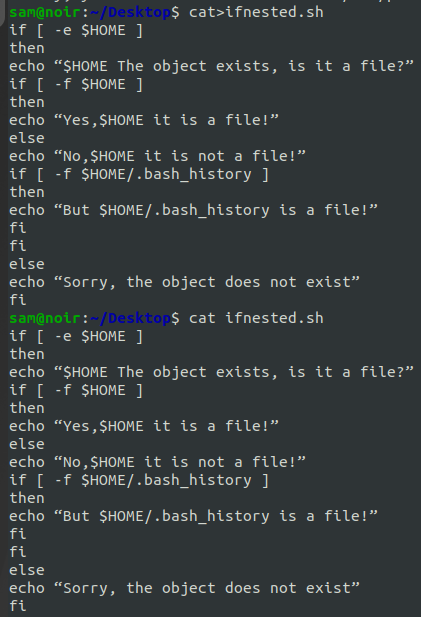 sam@noir:~/Desktop$ cat>ifnested.sh
if [ -e $HOME ]
then
echo “$HOME The object exists, is it a file?”
if [ -f $HOME ]
then
echo “Yes,$HOME it is a file!”
else
echo “No,$HOME it is not a file!”
if [ -f $HOME/.bash_history ]
then
echo “But $HOME/.bash_history is a file!”
fi
fi
else
echo “Sorry, the object does not exist”
fi
sam@noir:~/Desktop$ cat ifnested.sh
if [ -e $HOME ]
then
echo “$HOME The object exists, is it a file?”
if [ -f $HOME ]
then
echo “Yes,$HOME it is a file!”
else
echo “No,$HOME it is not a file!”
if [ -f $HOME/.bash_history ]
then
echo “But $HOME/.bash_history is a file!”
fi
fi
else
echo “Sorry, the object does not exist”
fi